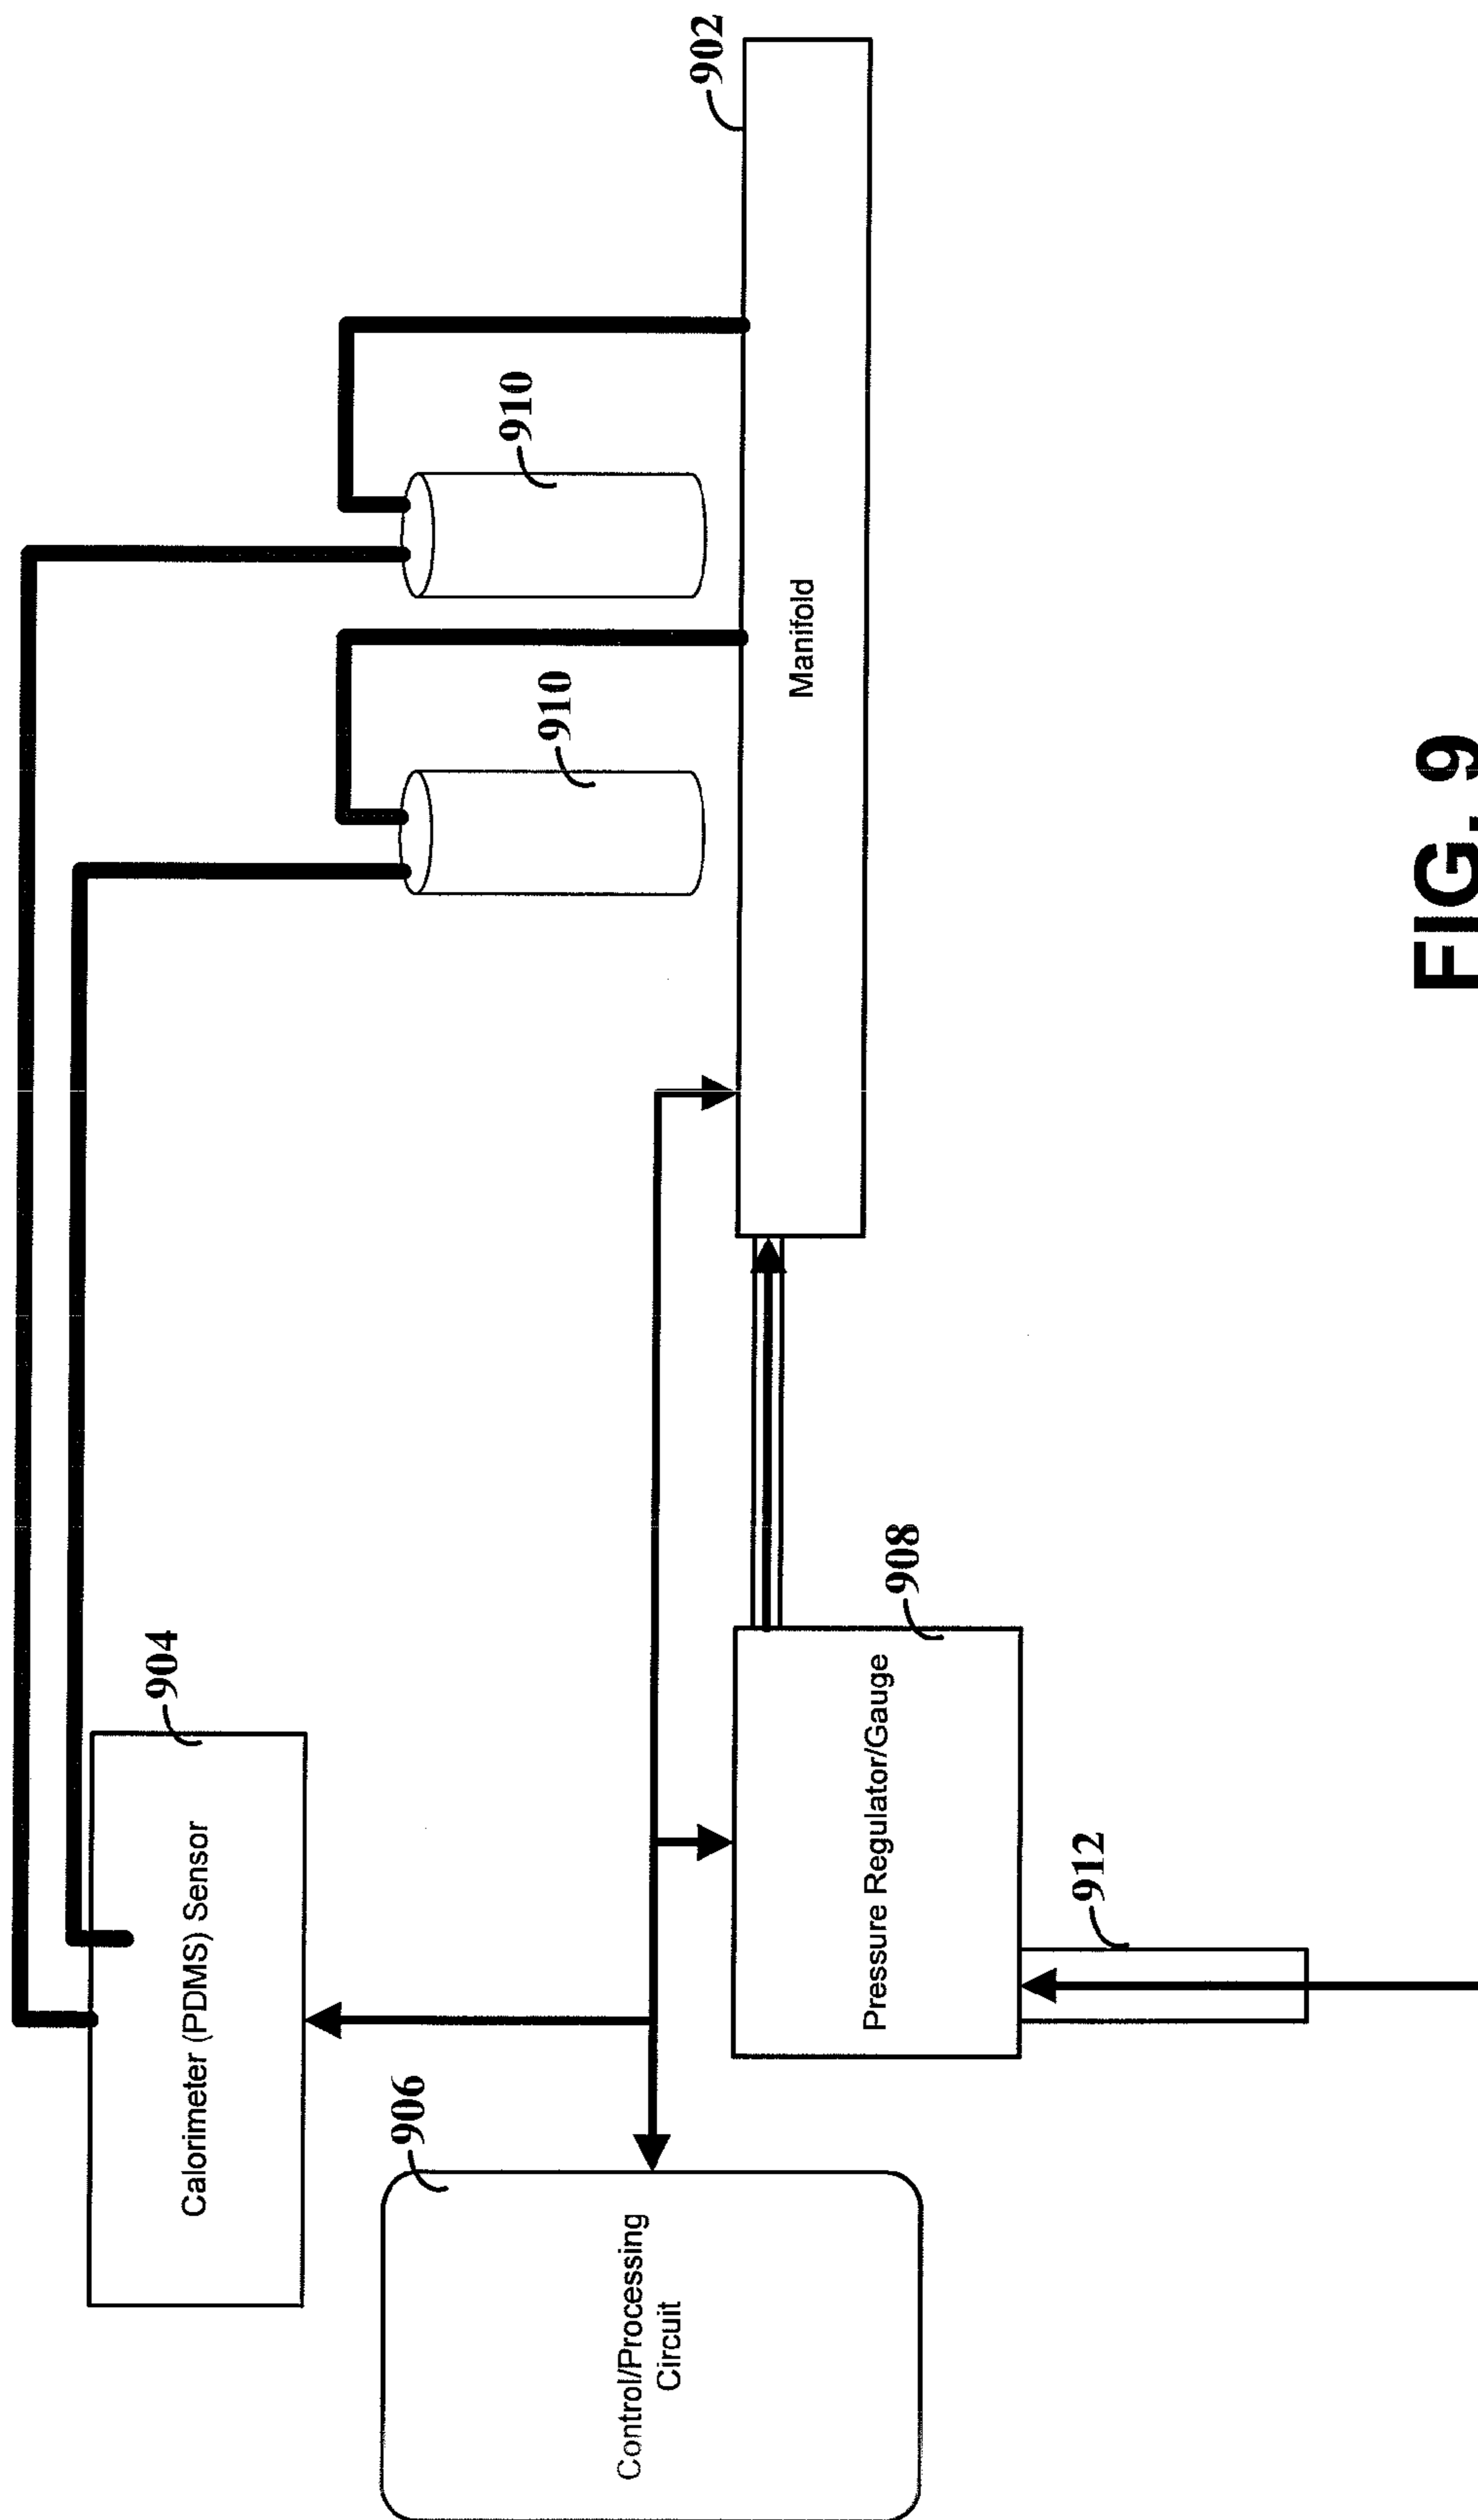 904
Calorimeter (PDMS) Sensor
906
Control/Processing
Circuit
908
Pressure Regulator/Gauge
912
910
910
902
Manifold
FIG. 9